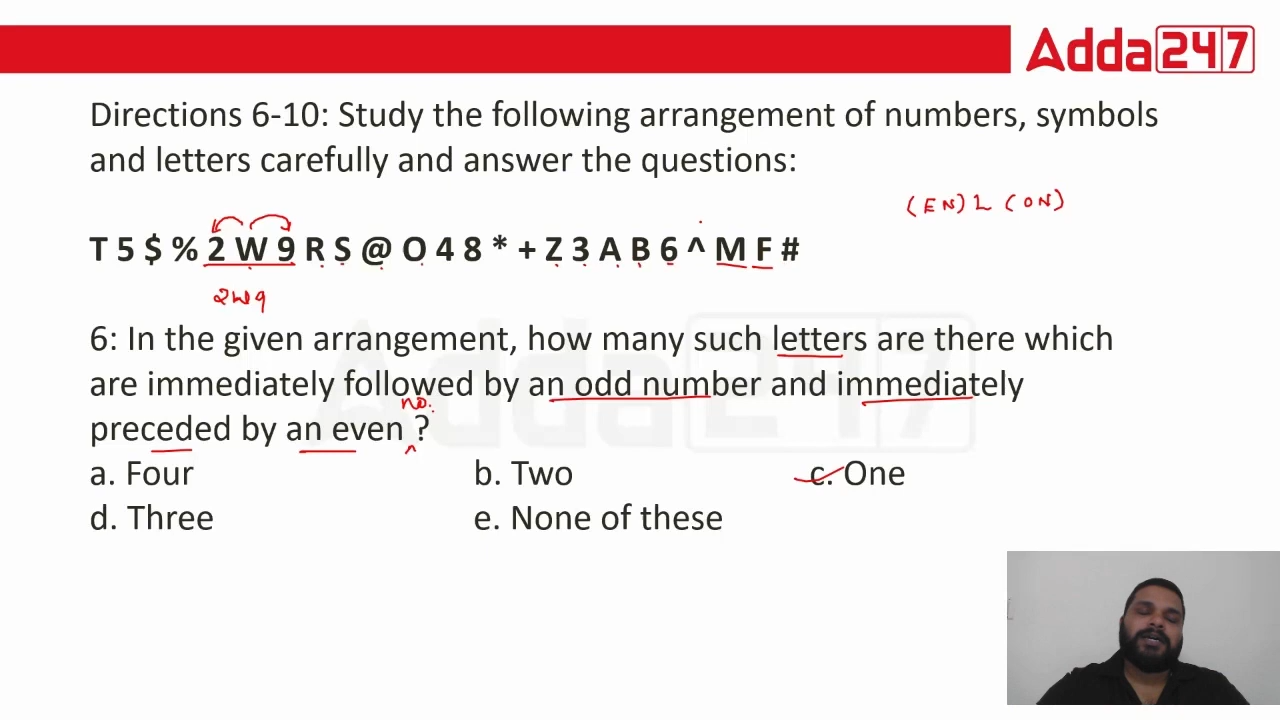 Adda247
Directions 6-10: Study the following arrangement of numbers, symbols
and letters carefully and answer the questions:
(EN) L (ON)
T 5 $ % 2 W 9 R S @ O 4 8 * + Z 3 A B 6 ^ M F #
2W9
6: In the given arrangement, how many such letters are there which
are immediately followed by an odd number and immediately
no.
preceded by an even ?
^
a. Four b. Two c. One
d. Three e. None of these
Adda247